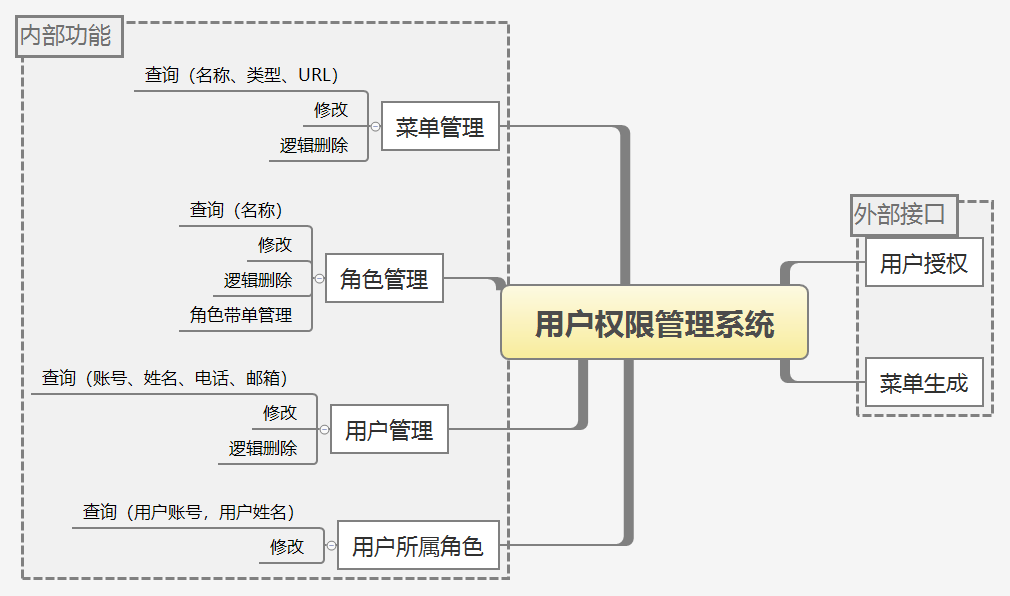 内部功能
查询（名称、类型、URL）
修改
逻辑删除
菜单管理
查询（名称）
修改
逻辑删除
角色带单管理
角色管理
查询（账号、姓名、电话、邮箱）
修改
逻辑删除
用户管理
查询（用户账号，用户姓名）
修改
用户所属角色
用户权限管理系统
外部接口
用户授权
菜单生成